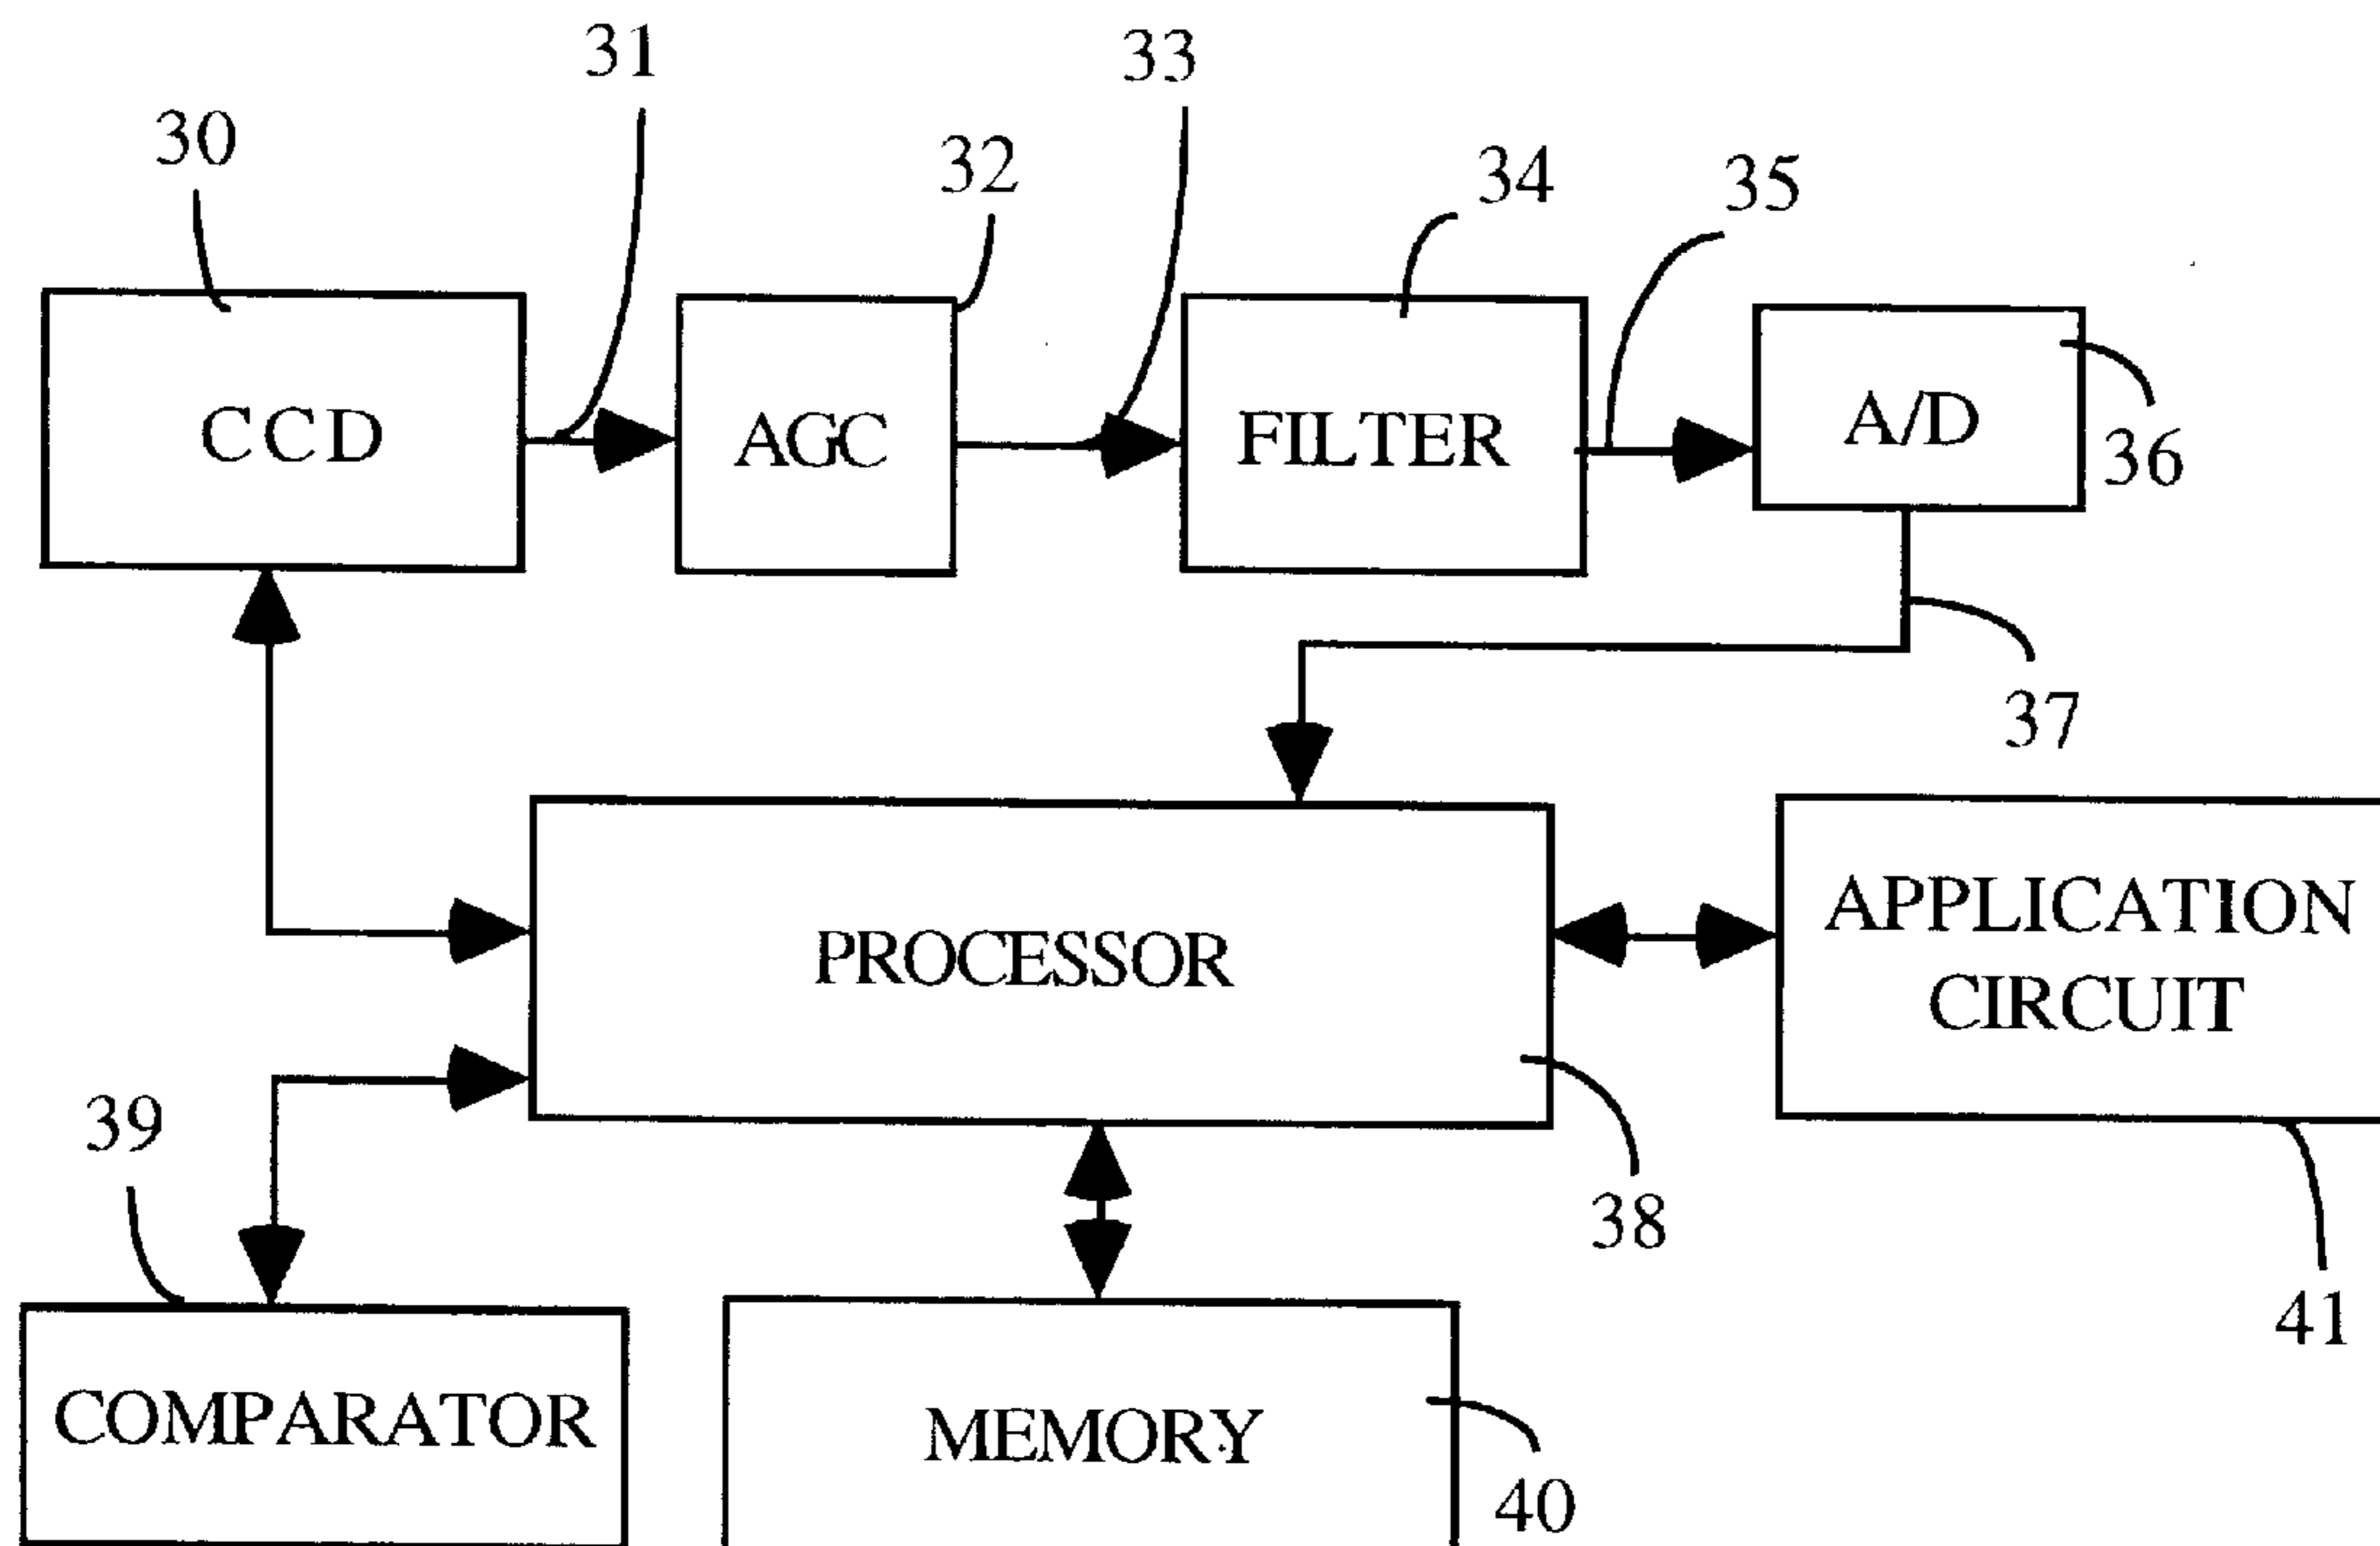 31
33
30
32
34
35
CCD
AGC
FILTER
A/D
36
37
PROCESSOR
APPLICATION
CIRCUIT
39
38
41
COMPARATOR
MEMORY
40